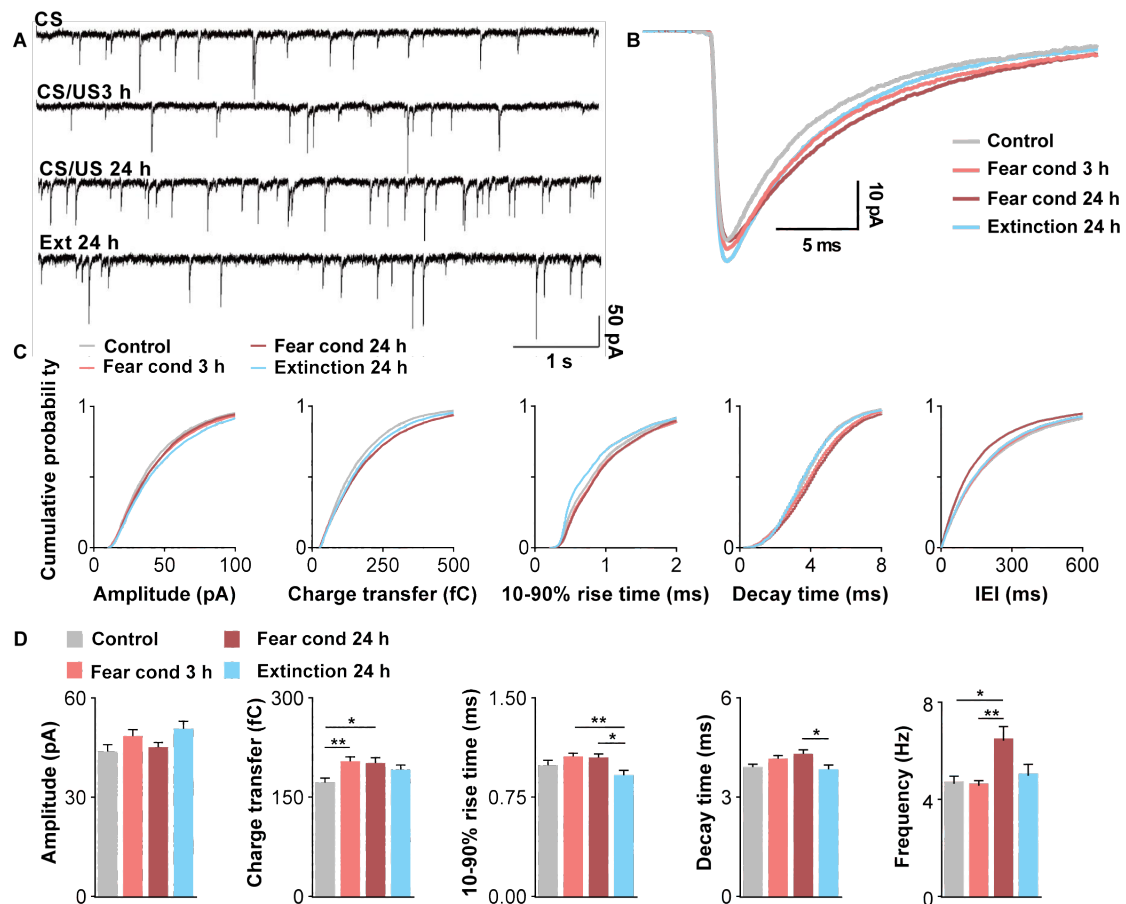 A
CS
CS/US3 h
CS/US 24 h
Ext 24 h
50 pA
1 s
B
10 pA
5 ms
Control
Fear cond 3 h
Fear cond 24 h
Extinction 24 h
C
Control
Fear cond 24 h
Fear cond 3 h
Extinction 24 h
Cumulative probability
1
0
0 50 100
Amplitude (pA)
1
0
0 250 500
Charge transfer (fC)
1
0
0 1 2
10-90% rise time (ms)
1
0
0 4 8
Decay time (ms)
1
0
0 300 600
IEI (ms)
D
Control
Fear cond 24 h
Fear cond 3 h
Extinction 24 h
Amplitude (pA)
60
30
0
Charge transfer (fC)
300
150
0
*
**
10-90% rise time (ms)
1.50
0.75
0.00
**
*
Decay time (ms)
6
3
0
*
Frequency (Hz)
8
4
0
*
**